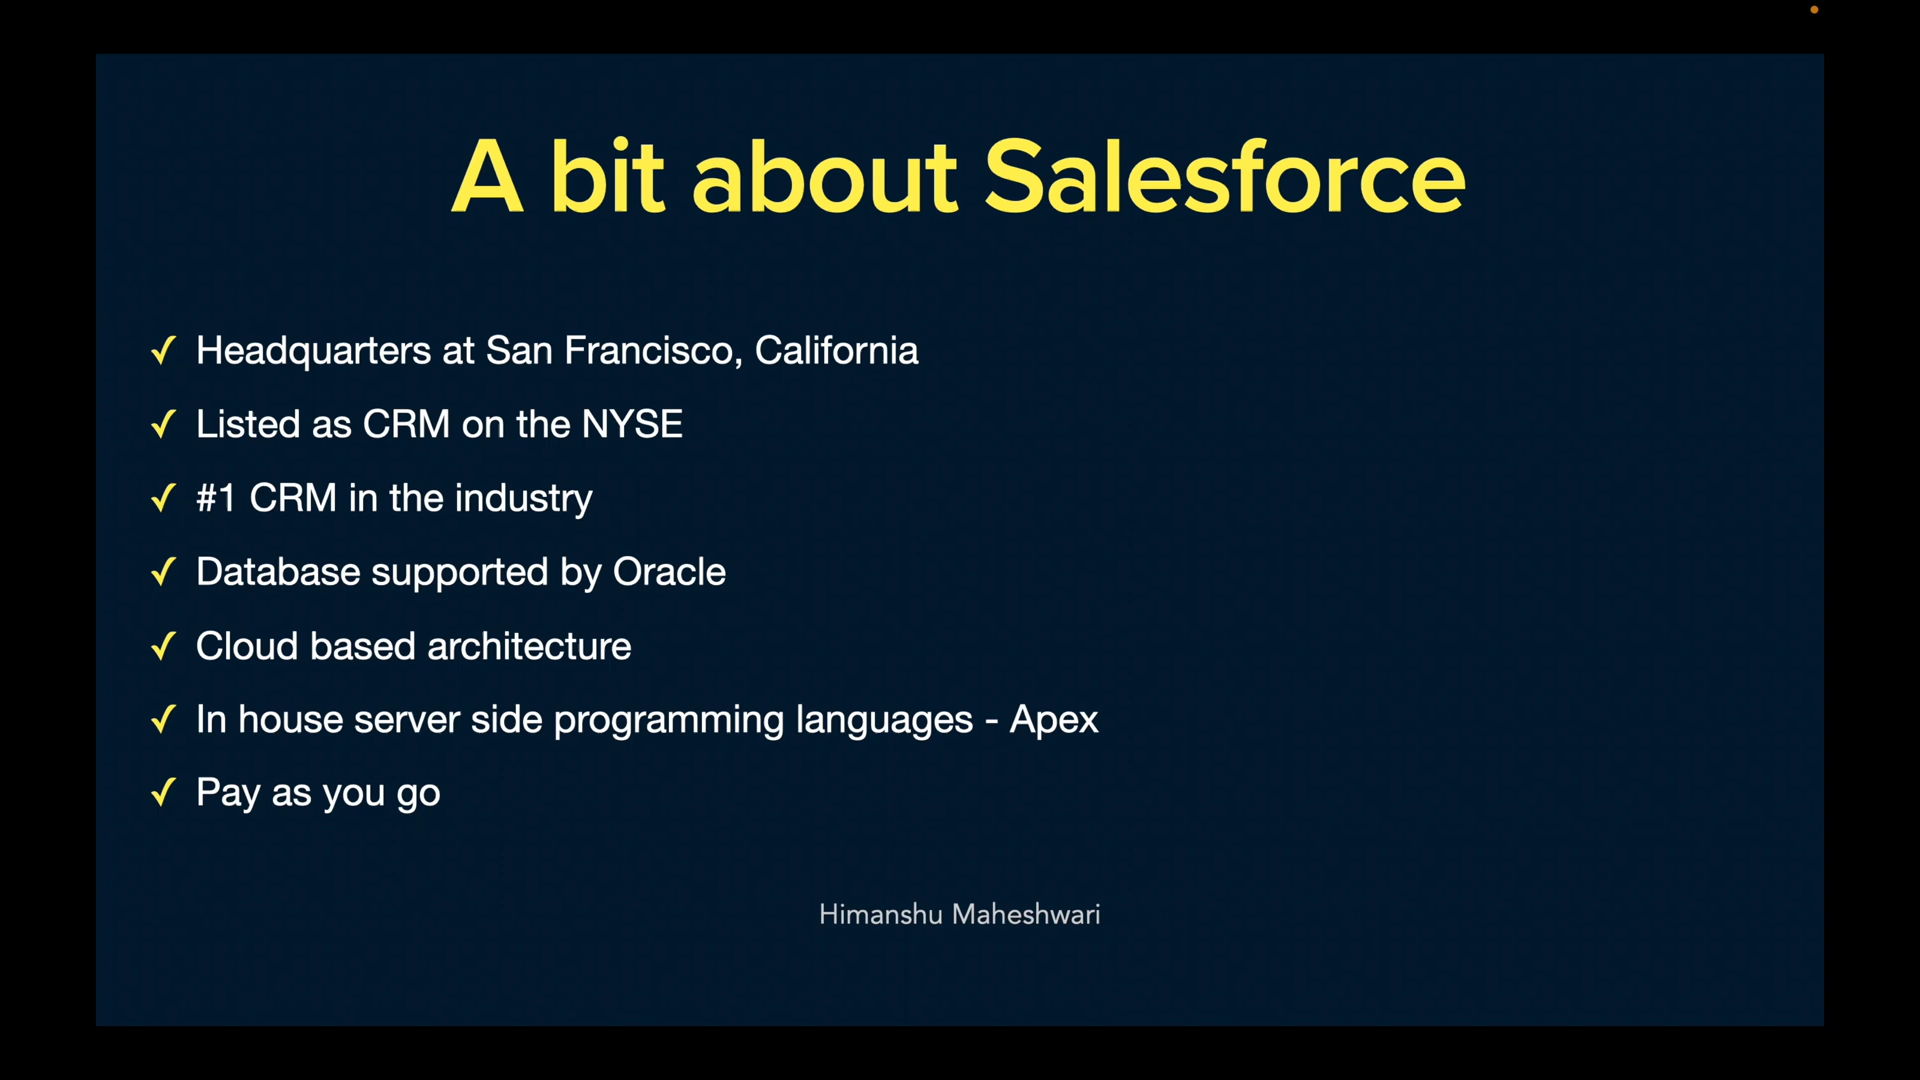 A bit about Salesforce
✓ Headquarters at San Francisco, California
✓ Listed as CRM on the NYSE
✓ #1 CRM in the industry
✓ Database supported by Oracle
✓ Cloud based architecture
✓ In house server side programming languages - Apex
✓ Pay as you go
Himanshu Maheshwari